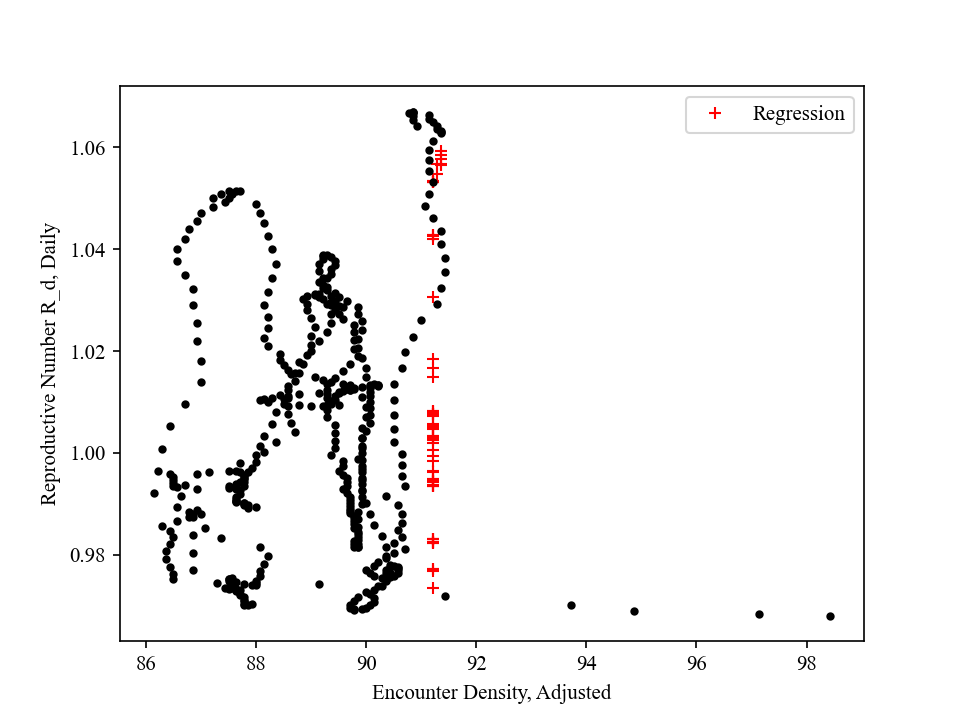 Regression
1.06
1.04
1.02
1.00
0.98
Reproductive Number R_d, Daily
86 88 90 92 94 96 98
Encounter Density, Adjusted